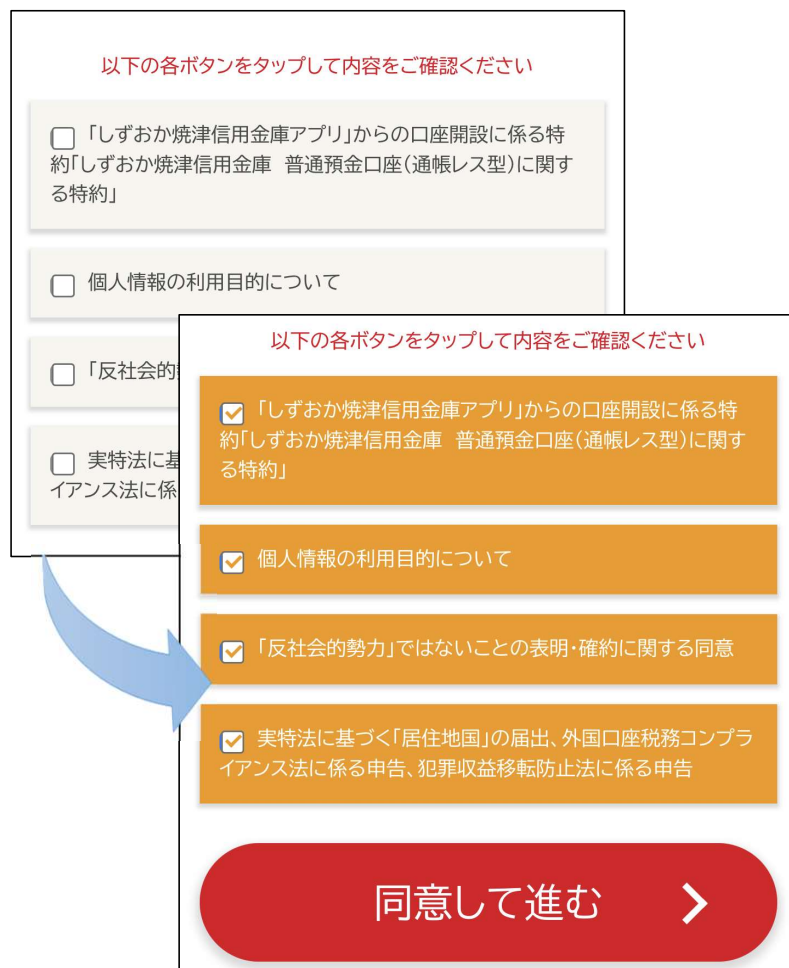 以下の各ボタンをタップして内容をご確認ください
「しずおか焼津信用金庫アプリ」からの口座開設に係る特
約「しずおか焼津信用金庫　普通預金口座（通帳レス型）に関す
る特約」
個人情報の利用目的について
「反社会的
実特法に基
イアンス法に係
以下の各ボタンをタップして内容をご確認ください
「しずおか焼津信用金庫アプリ」からの口座開設に係る特
約「しずおか焼津信用金庫　普通預金口座（通帳レス型）に関す
る特約」
個人情報の利用目的について
「反社会的勢力」ではないことの表明・確約に関する同意
実特法に基づく「居住地国」の届出、外国口座税務コンプラ
イアンス法に係る申告、犯罪収益移転防止法に係る申告
同意して進む